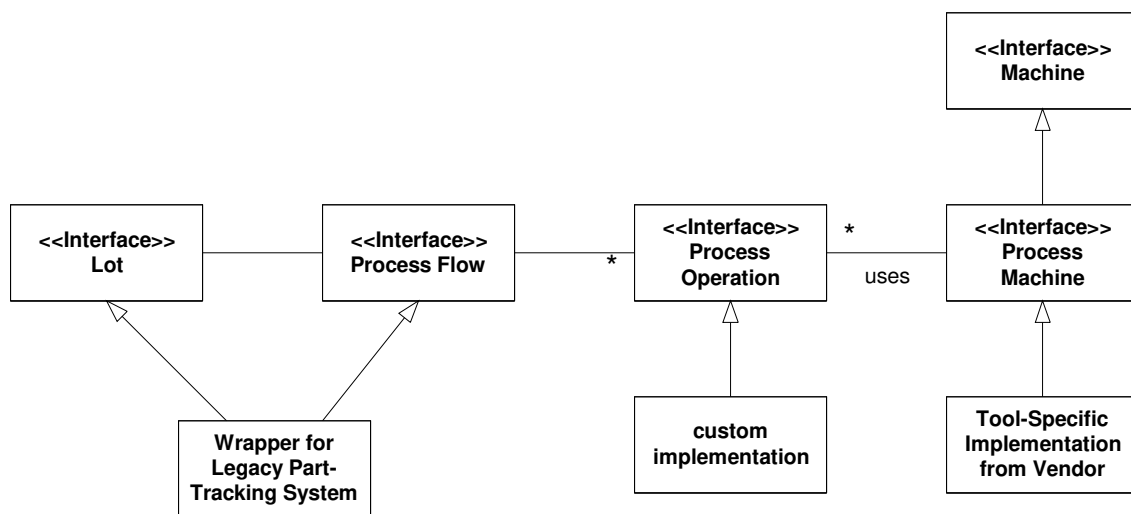 <<Interface>>
Machine
<<Interface>>
Lot
<<Interface>>
Process Flow
*
<<Interface>>
Process
Operation
*
uses
<<Interface>>
Process
Machine
Wrapper for
Legacy Part-
Tracking System
custom
implementation
Tool-Specific
Implementation
from Vendor